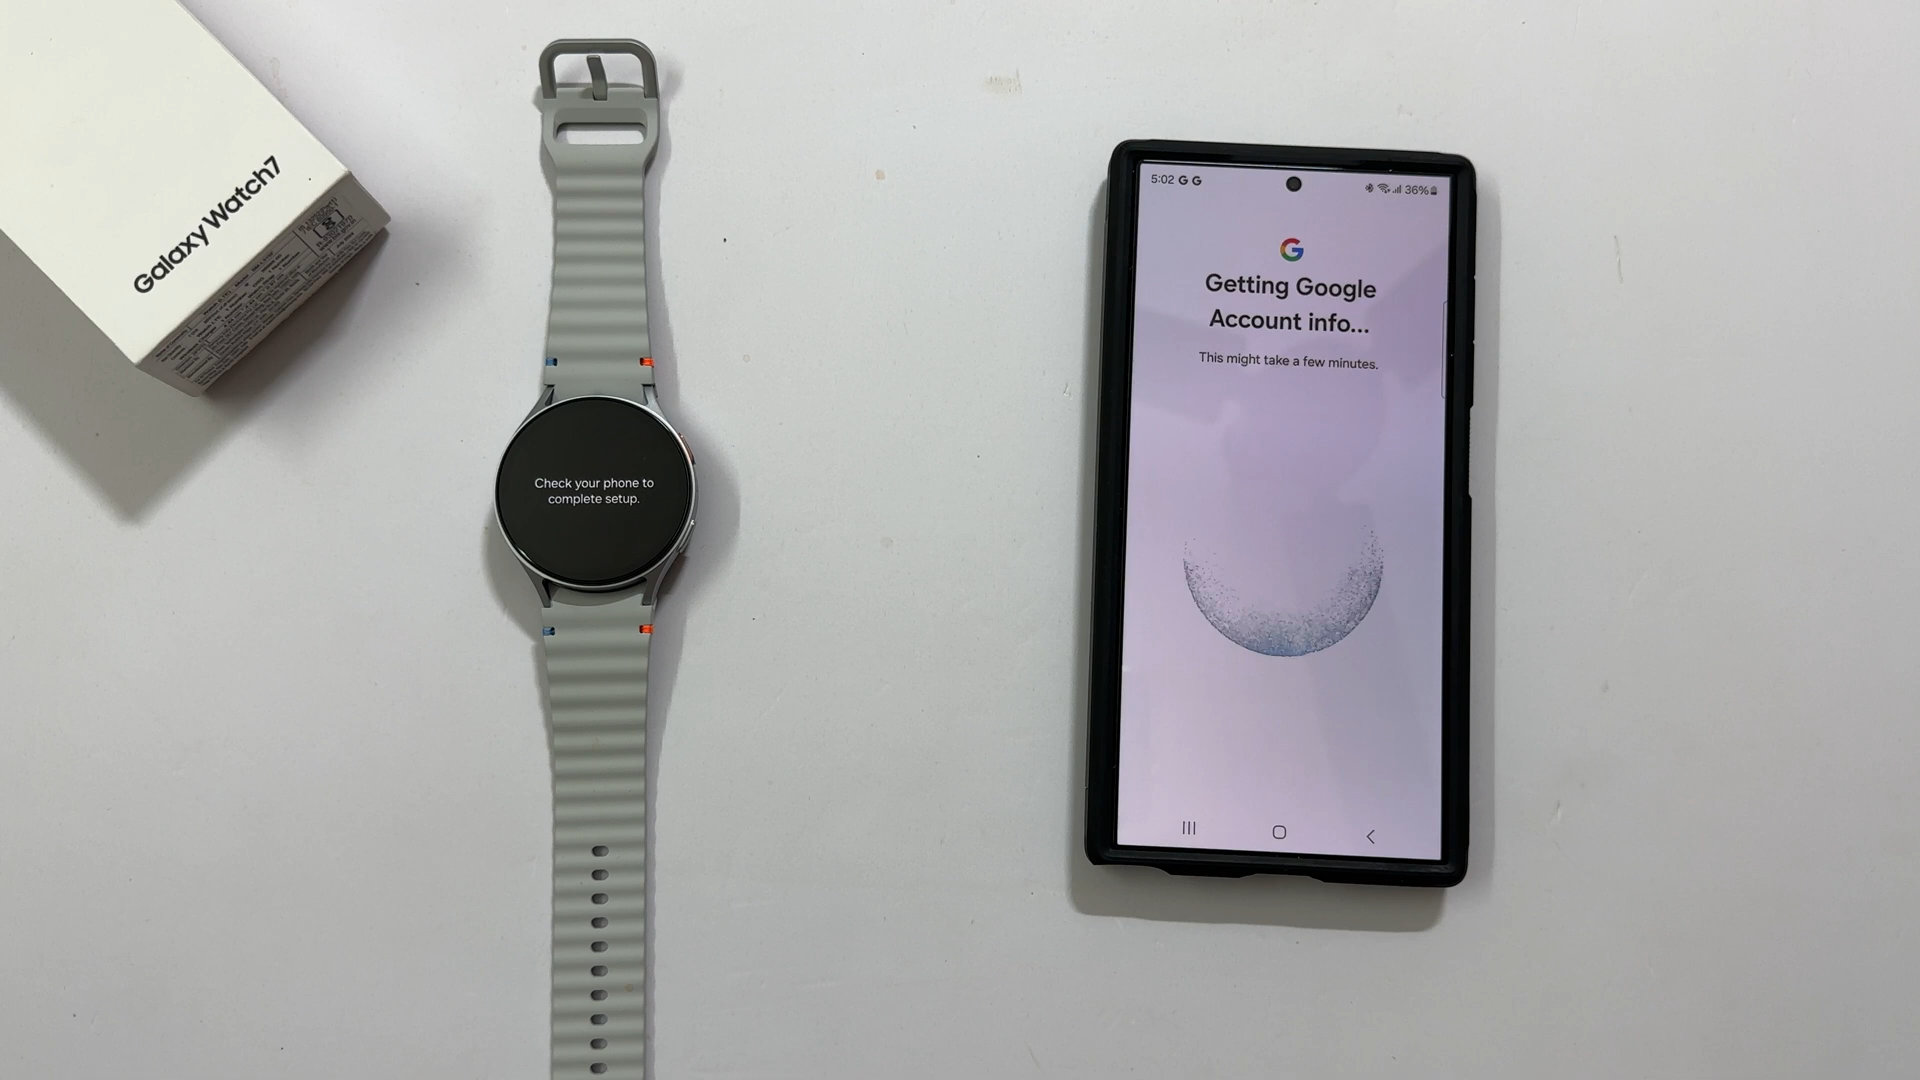 Galaxy Watch7
Check your phone to
complete setup.
5:02 G G
36%
G
Getting Google
Account info...
This might take a few minutes.